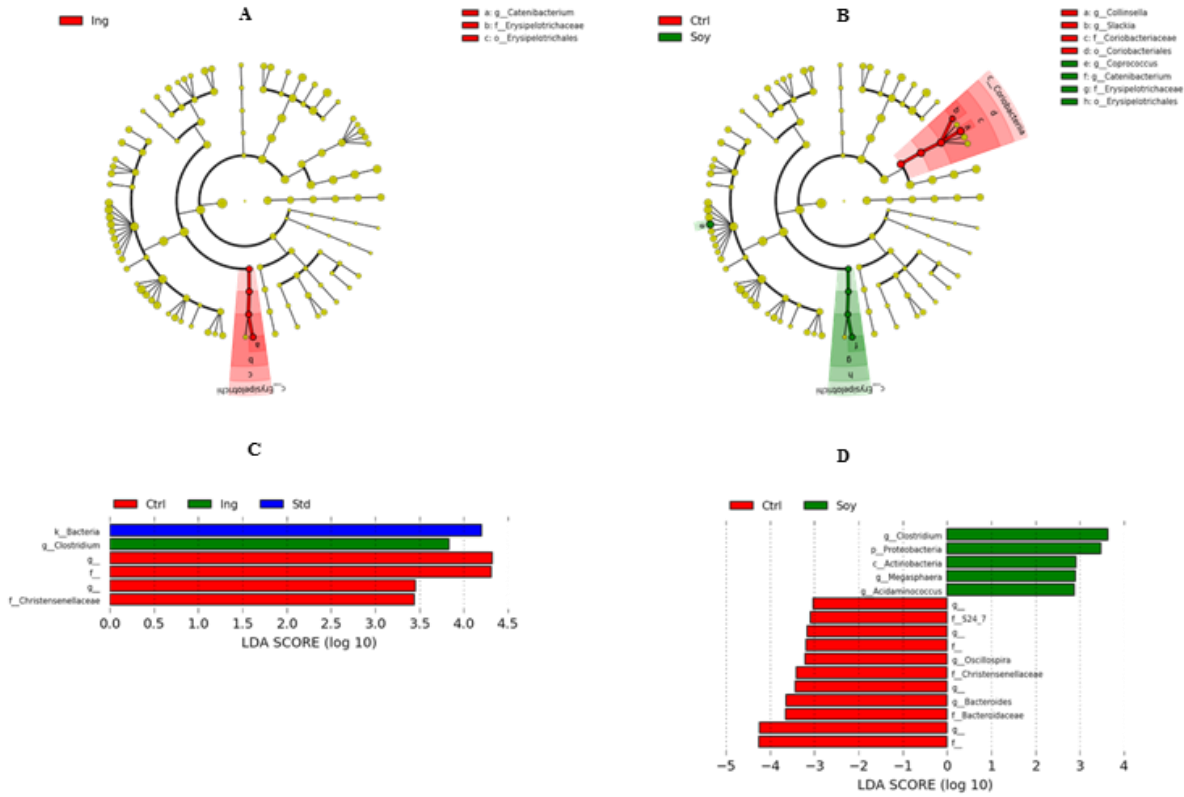 A
Ing
a: g__Catenibacterium
b: f__Erysipelotrichaceae
c: o__Erysipelotrichales
a
b
c
c__Erysipelotrichi
B
Ctrl
Soy
a: g__Collinsella
b: g__Slackia
c: f__Coriobacteriaceae
d: o__Coriobacteriales
e: g__Coprococcus
f: g__Catenibacterium
g: f__Erysipelotrichaceae
h: o__Erysipelotrichales
c__Coriobacteriia
b
a
c
d
e
f
g
h
c__Erysipelotrichi
C
Ctrl Ing Std
k__Bacteria
g__Clostridium
g__
f__
g__
f__Christensenellaceae
0.0 0.5 1.0 1.5 2.0 2.5 3.0 3.5 4.0 4.5
LDA SCORE (log 10)
D
Ctrl Soy
g__Clostridium
p__Proteobacteria
c__Actinobacteria
g__Megasphaera
g__Acidaminococcus
g__
f__S24_7
g__
f__
g__Oscillospira
f__Christensenellaceae
g__
g__Bacteroides
f__Bacteroidaceae
g__
f__
−5 −4 −3 −2 −1 0 1 2 3 4
LDA SCORE (log 10)